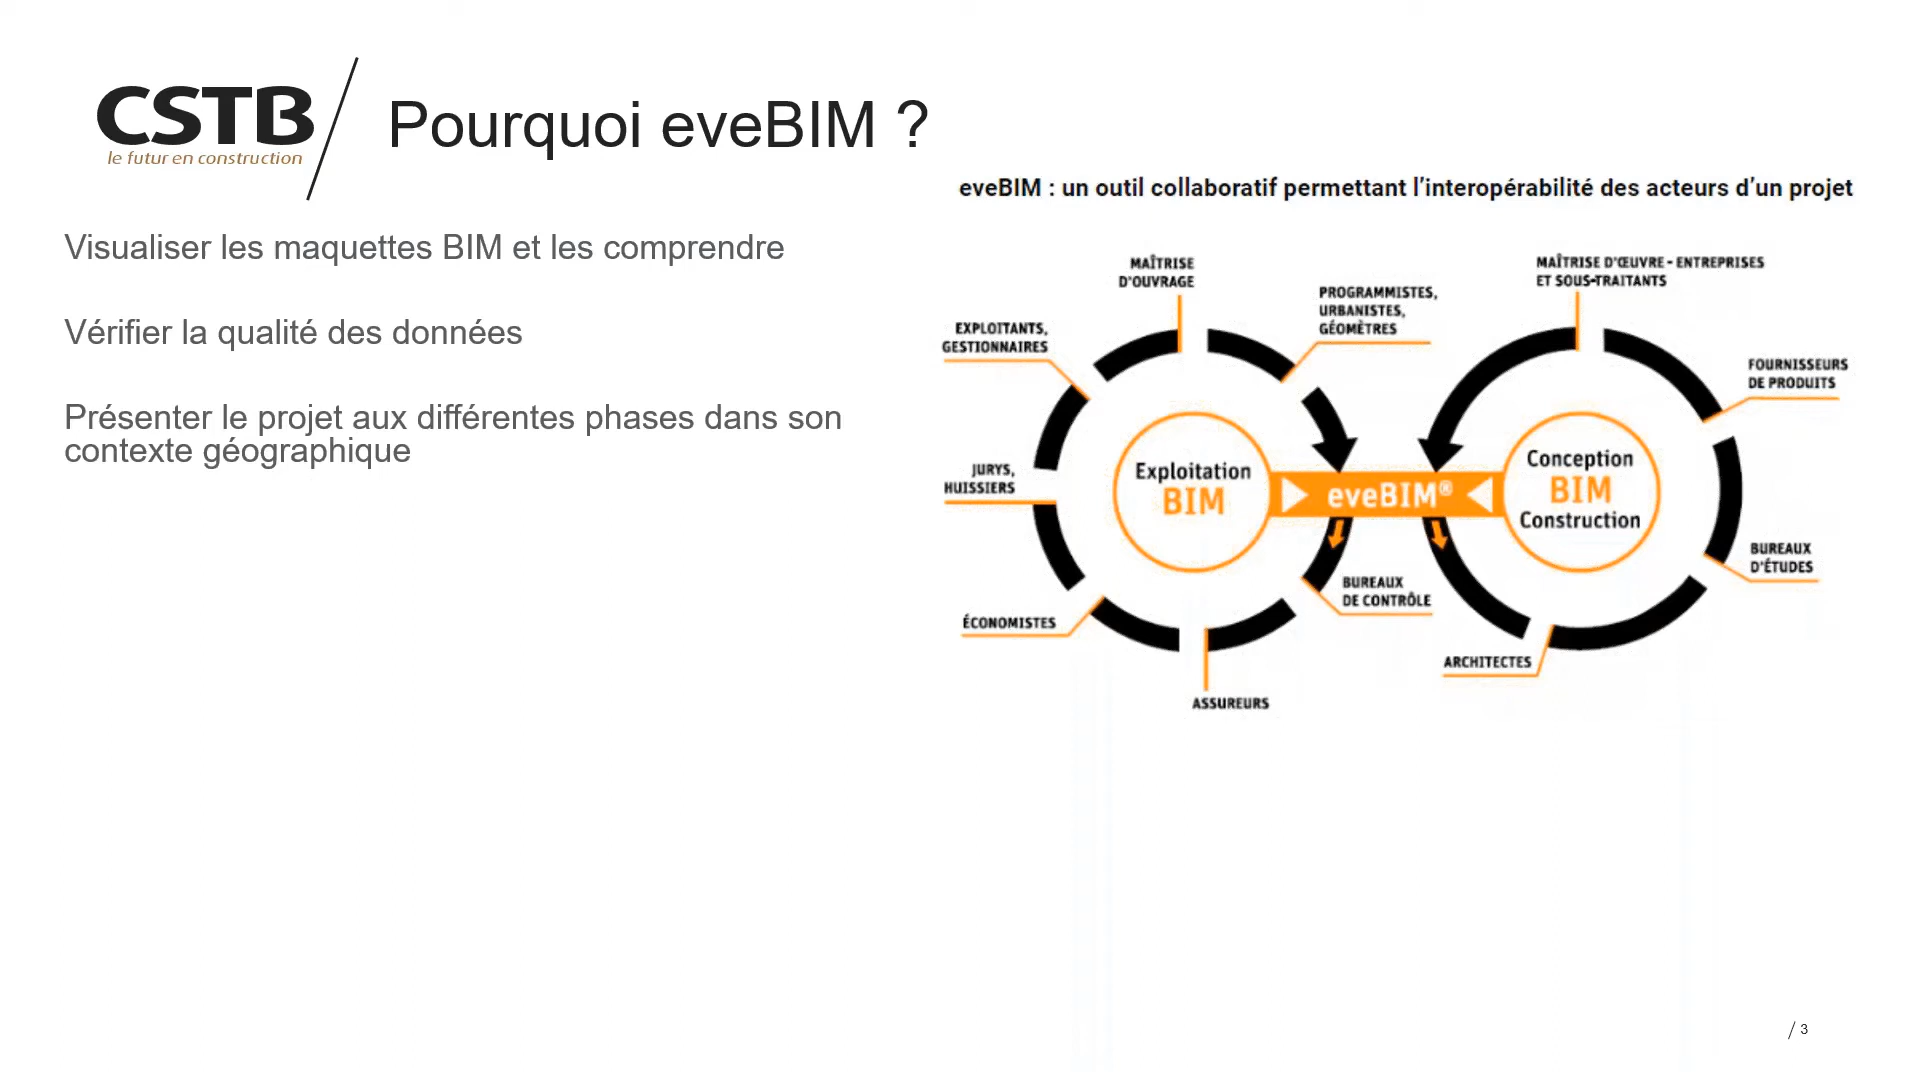 CSTB
le futur en construction
Pourquoi eveBIM ?
Visualiser les maquettes BIM et les comprendre
Vérifier la qualité des données
Présenter le projet aux différentes phases dans son
contexte géographique
eveBIM : un outil collaboratif permettant l’interopérabilité des acteurs d’un projet
MAÎTRISE
D'OUVRAGE
PROGRAMMISTES,
URBANISTES,
GÉOMÈTRES
EXPLOITANTS,
GESTIONNAIRES
JURYS,
HUISSIERS
ÉCONOMISTES
ASSUREURS
BUREAUX
DE CONTRÔLE
Exploitation
BIM
eveBIM®
MAÎTRISE D'ŒUVRE - ENTREPRISES
ET SOUS-TRAITANTS
FOURNISSEURS
DE PRODUITS
Conception
BIM
Construction
BUREAUX
D'ÉTUDES
ARCHITECTES
/ 3